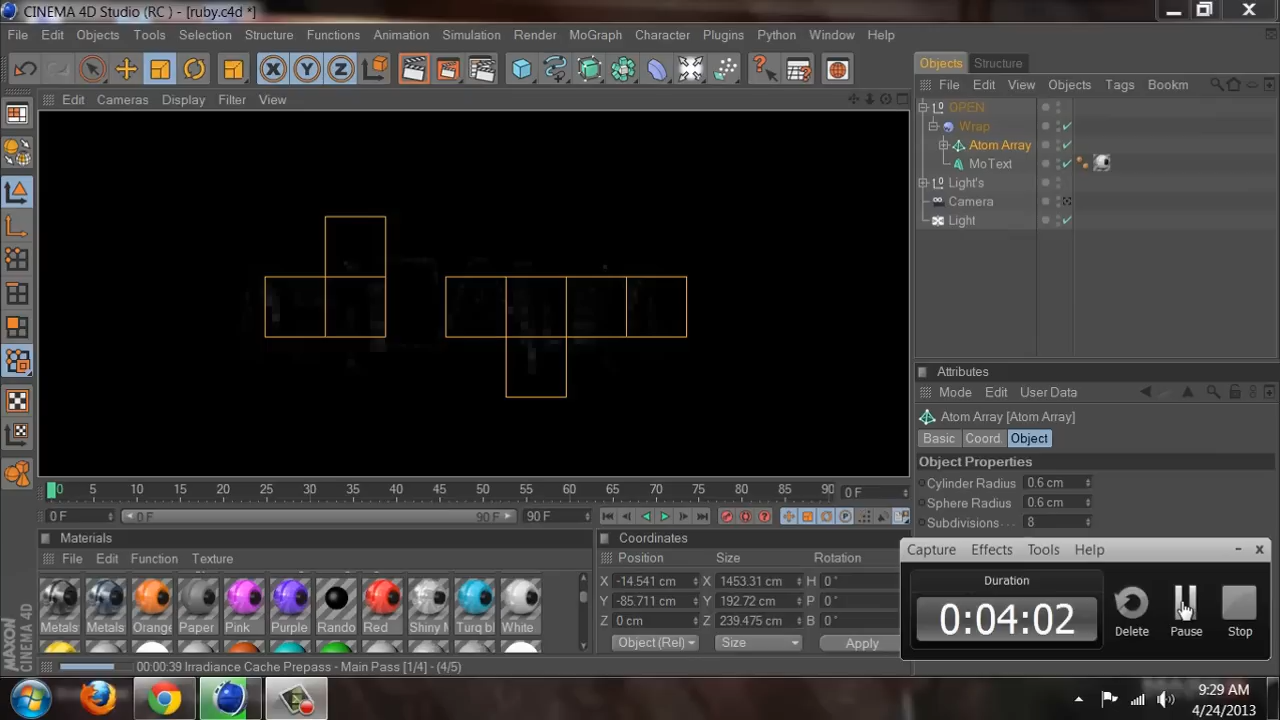 CINEMA 4D Studio (RC ) - [ruby.c4d *]
File Edit Objects Tools Selection Structure Functions Animation Simulation Render MoGraph Character Plugins Python Window Help
X Y Z
Edit Cameras Display Filter View
Objects Structure
File Edit View Objects Tags Bookm
OPEN
Wrap
Atom Array
MoText
Light's
Camera
Light
Attributes
Mode Edit User Data
Atom Array [Atom Array]
Basic Coord. Object
Object Properties
Cylinder Radius 0.6 cm
Sphere Radius 0.6 cm
Subdivisions 8
0 5 10 15 20 25 30 35 40 45 50 55 60 65 70 75 80 85 90 0 F
0 F 0 F 90 F 90 F
Materials
File Edit Function Texture
Metals Metals Orange Paper Pink Purple Rando Red Shiny M Turq bl White
Coordinates
Position Size Rotation
X -14.541 cm X 1453.31 cm H 0 °
Y -85.711 cm Y 192.72 cm P 0 °
Z 0 cm Z 239.475 cm B 0 °
Object (Rel) Size Apply
Capture Effects Tools Help
Duration
0:04:02
Delete Pause Stop
MAXON
CINEMA 4D
00:00:39 Irradiance Cache Prepass - Main Pass [1/4] - (4/5)
9:29 AM
4/24/2013